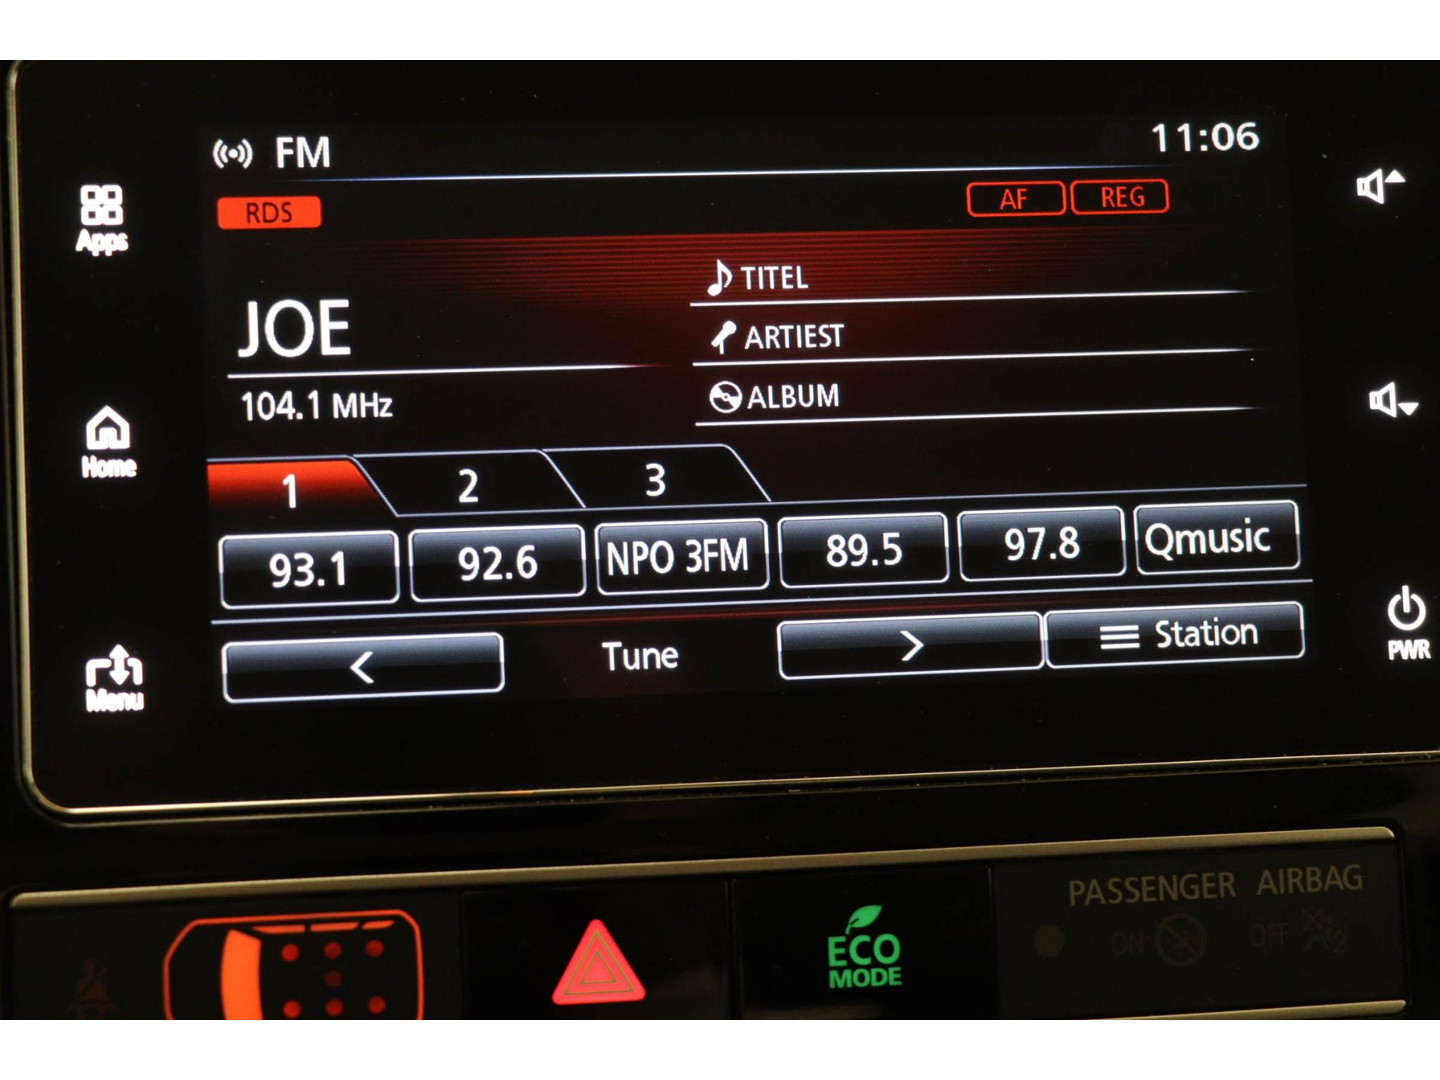 FM
11:06
RDS
AF
REG
Apps
TITEL
JOE
ARTIEST
104.1 MHz
ALBUM
Home
1
2
3
93.1
92.6
NPO 3FM
89.5
97.8
Qmusic
<
Tune
>
Station
PWR
Menu
PASSENGER AIRBAG
ON
OFF
ECO
MODE